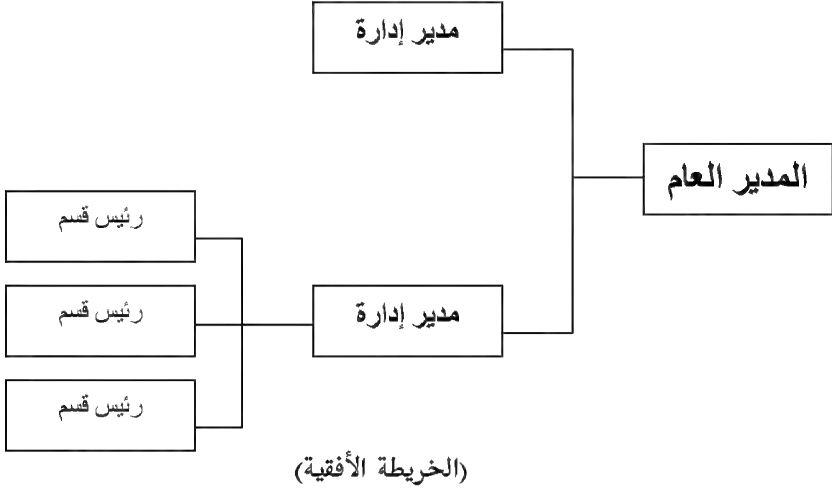 مدير إدارة
المدير العام
رئيس قسم
رئيس قسم
مدير إدارة
رئيس قسم
(الخريطة الأفقية)